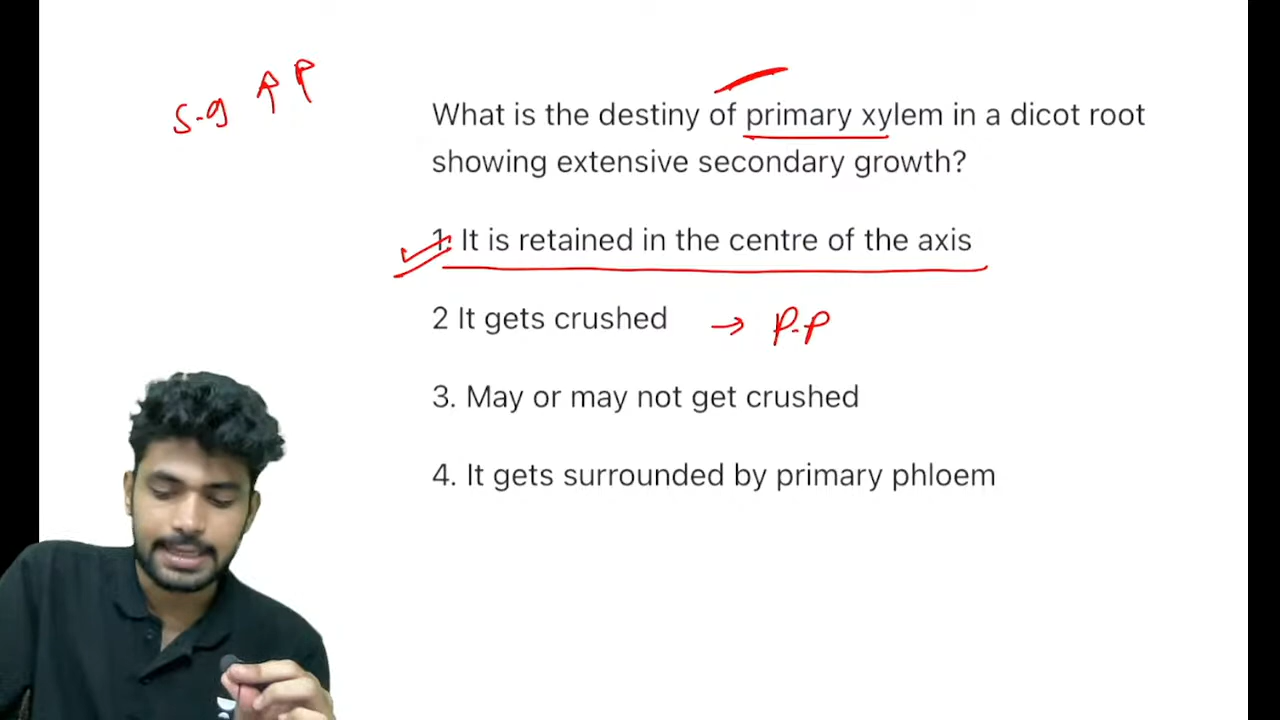 S-g ↑ P
What is the destiny of primary xylem in a dicot root
showing extensive secondary growth?
1. It is retained in the centre of the axis
2 It gets crushed → P-P
3. May or may not get crushed
4. It gets surrounded by primary phloem